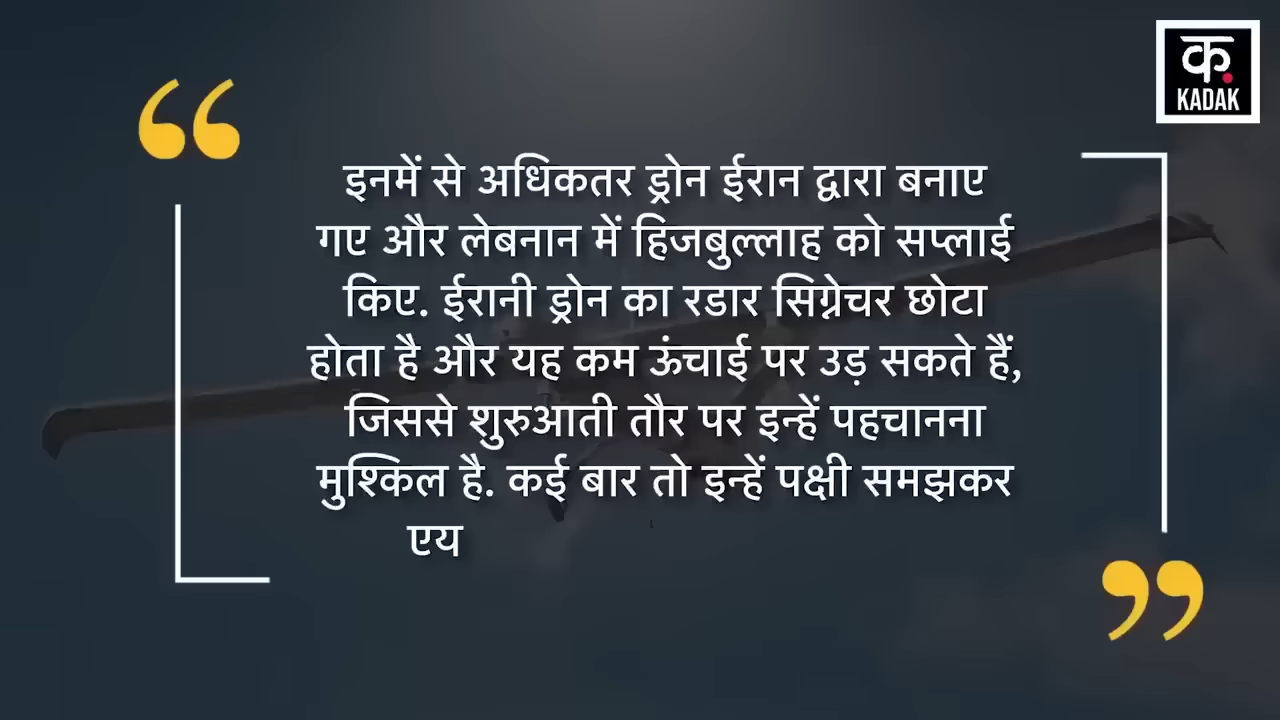 क
KADAK
इनमें से अधिकतर ड्रोन ईरान द्वारा बनाए
गए और लेबनान में हिजबुल्लाह को सप्लाई
किए. ईरानी ड्रोन का रडार सिग्नेचर छोटा
होता है और यह कम ऊंचाई पर उड़ सकते हैं,
जिससे शुरुआती तौर पर इन्हें पहचानना
मुश्किल है. कई बार तो इन्हें पक्षी समझकर
एय